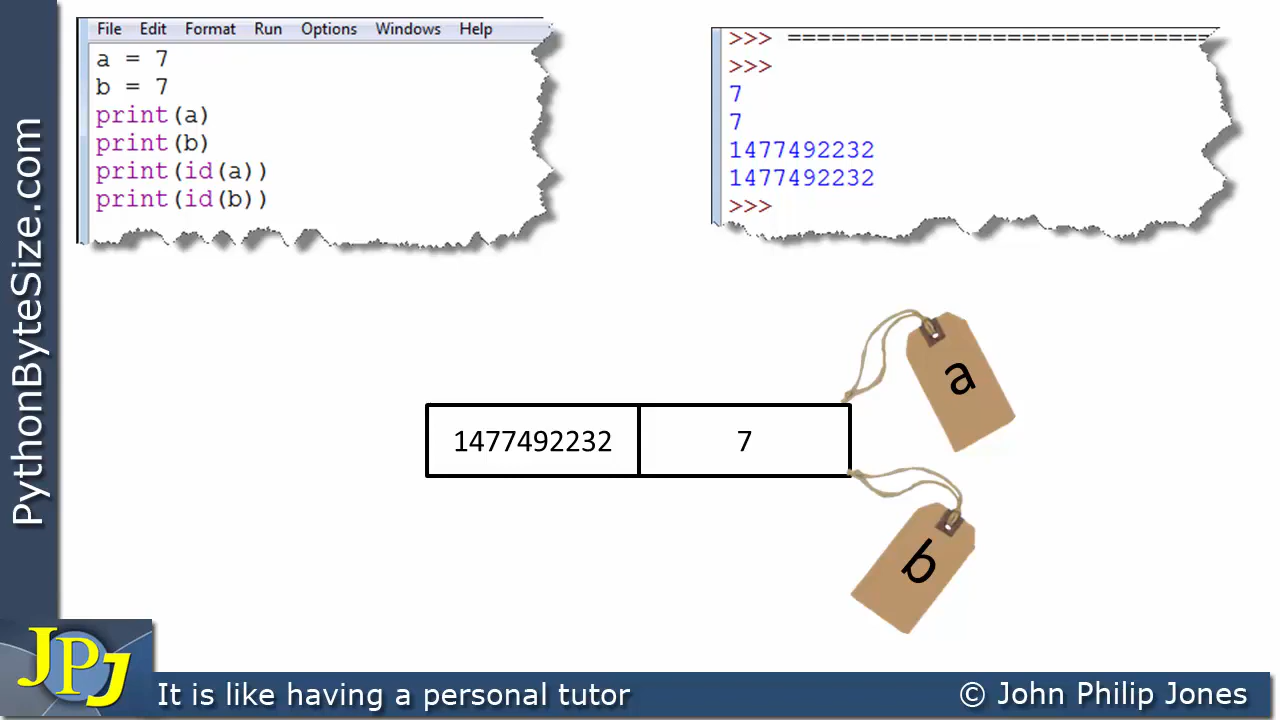 File Edit Format Run Options Windows Help
a = 7
b = 7
print(a)
print(b)
print(id(a))
print(id(b))
>>> =============================
>>>
7
7
1477492232
1477492232
>>>
1477492232 7
a
b
PythonByteSize.com
JPJ
It is like having a personal tutor
© John Philip Jones